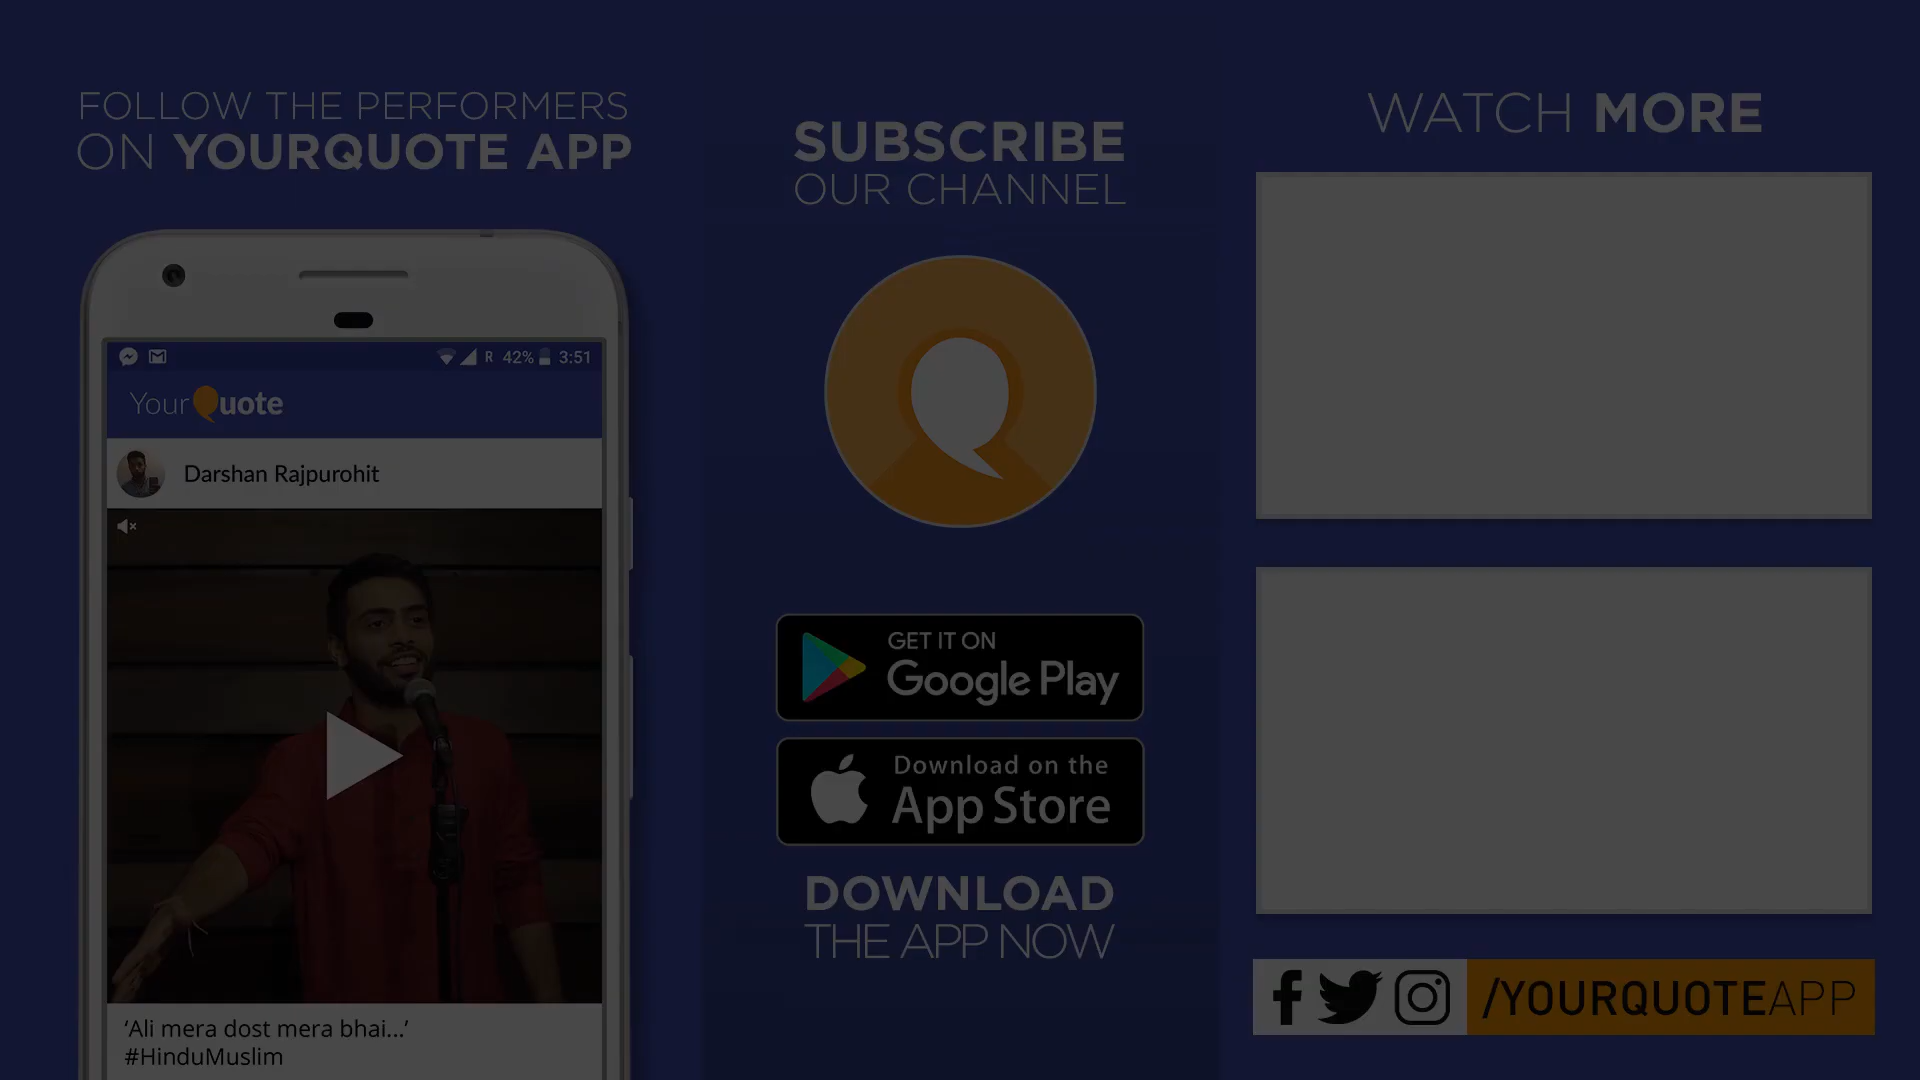 FOLLOW THE PERFORMERS
ON YOURQUOTE APP
R 42% 3:51
YourQuote
Darshan Rajpurohit
‘Ali mera dost mera bhai...’
#HinduMuslim
SUBSCRIBE
OUR CHANNEL
GET IT ON
Google Play
Download on the
App Store
DOWNLOAD
THE APP NOW
WATCH MORE
/YOURQUOTEAPP